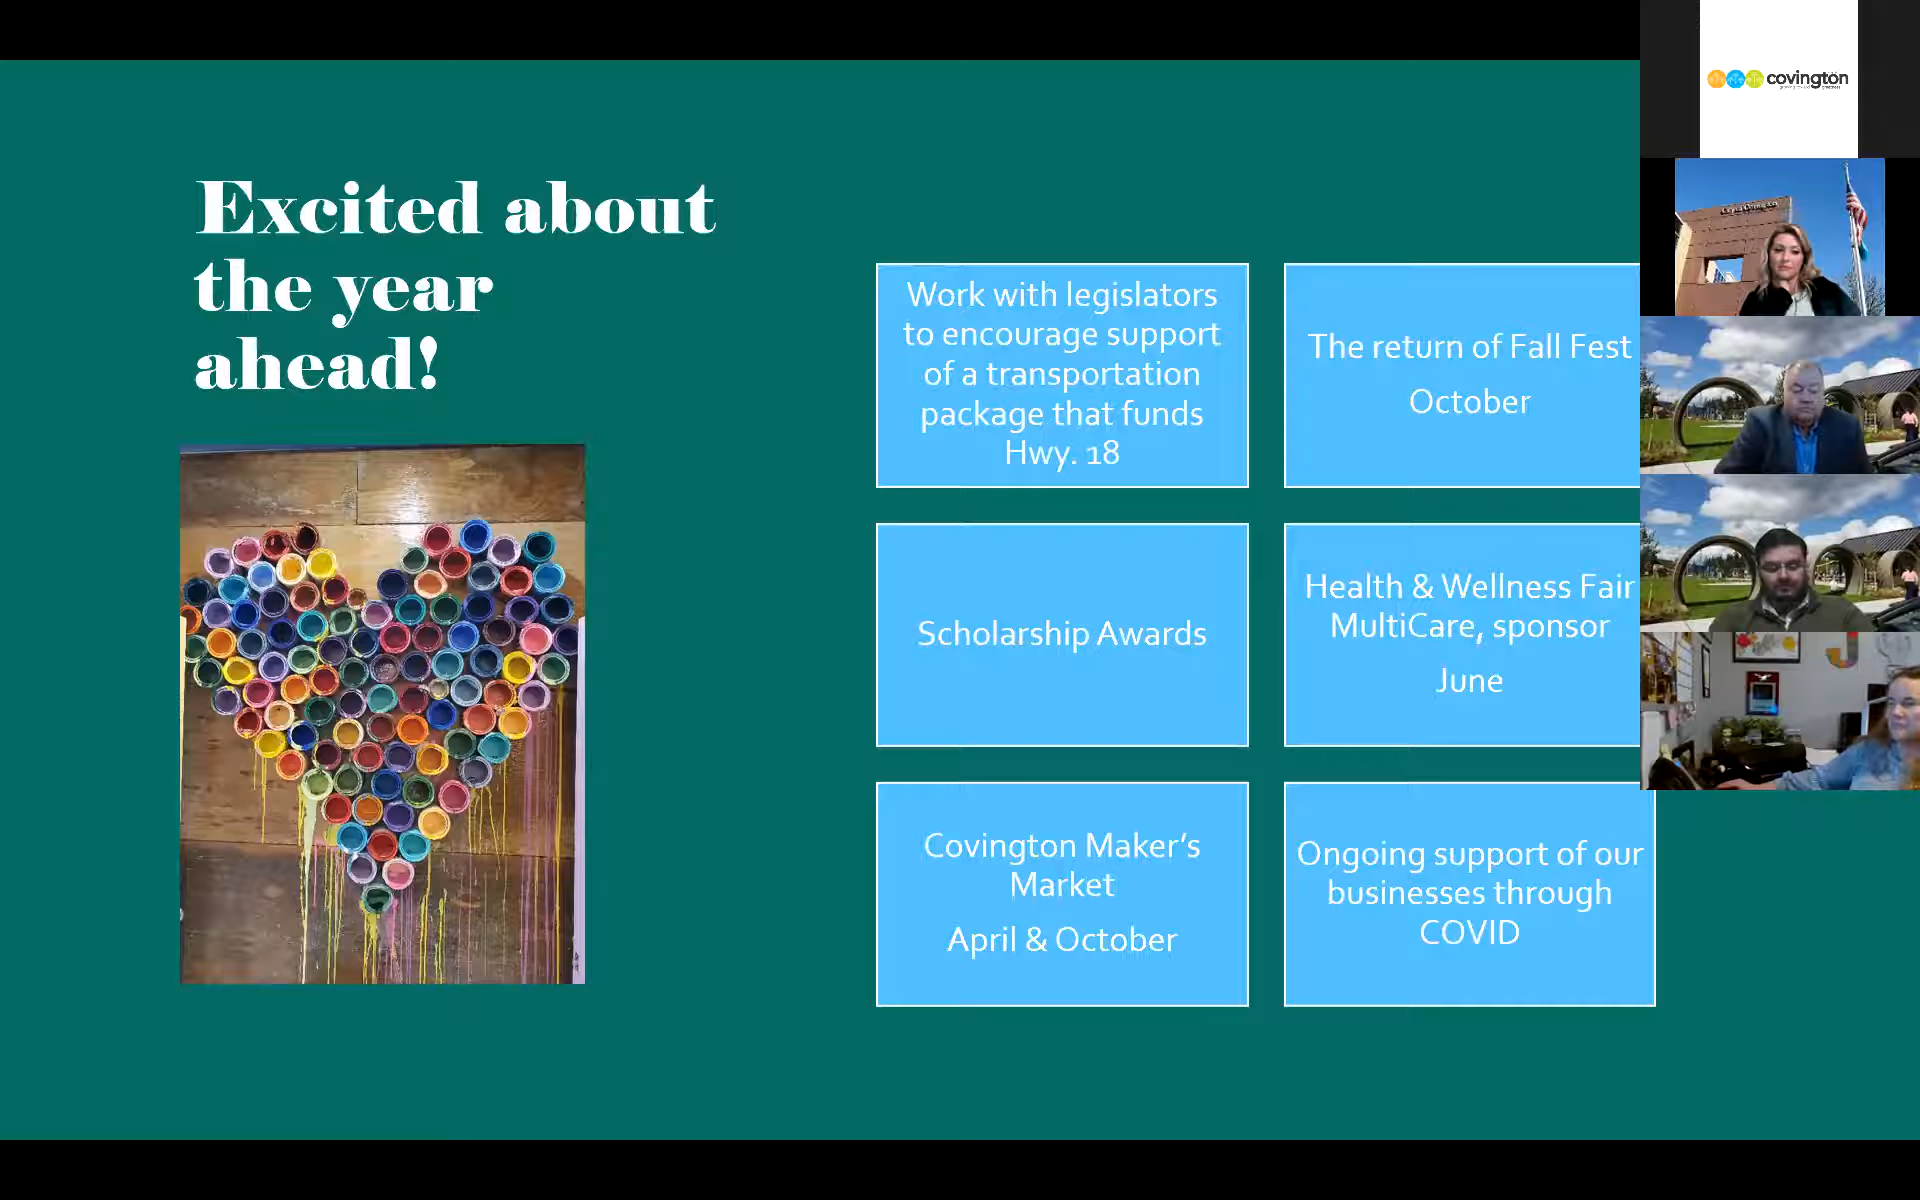 Excited about
the year
ahead!
Work with legislators
to encourage support
of a transportation
package that funds
Hwy. 18
The return of Fall Fest
October
Scholarship Awards
Health & Wellness Fair
MultiCare, sponsor
June
Covington Maker's
Market
April & October
Ongoing support of our
businesses through
COVID
covington